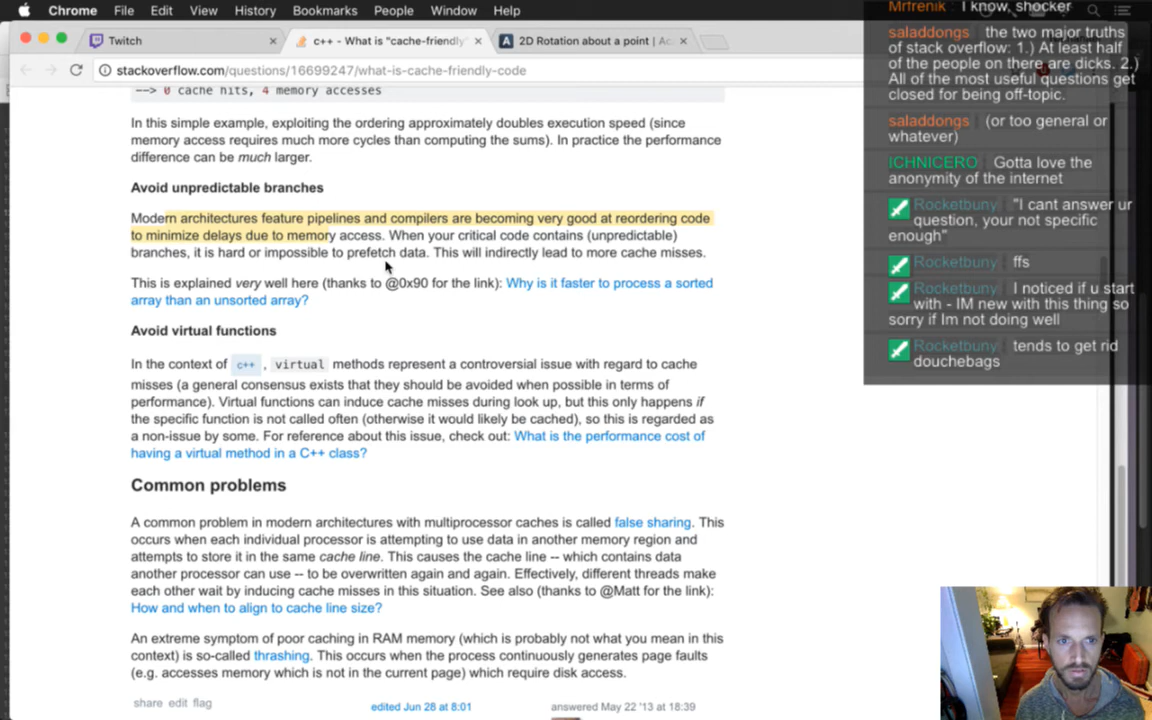 Chrome File Edit View History Bookmarks People Window Help
Twitch
c++ - What is "cache-friendly"
2D Rotation about a point | Ac
stackoverflow.com/questions/16699247/what-is-cache-friendly-code
--> 0 cache hits, 4 memory accesses
In this simple example, exploiting the ordering approximately doubles execution speed (since
memory access requires much more cycles than computing the sums). In practice the performance
difference can be much larger.
Avoid unpredictable branches
Modern architectures feature pipelines and compilers are becoming very good at reordering code
to minimize delays due to memory access. When your critical code contains (unpredictable)
branches, it is hard or impossible to prefetch data. This will indirectly lead to more cache misses.
This is explained very well here (thanks to @0x90 for the link): Why is it faster to process a sorted
array than an unsorted array?
Avoid virtual functions
In the context of c++ , virtual methods represent a controversial issue with regard to cache
misses (a general consensus exists that they should be avoided when possible in terms of
performance). Virtual functions can induce cache misses during look up, but this only happens if
the specific function is not called often (otherwise it would likely be cached), so this is regarded as
a non-issue by some. For reference about this issue, check out: What is the performance cost of
having a virtual method in a C++ class?
Common problems
A common problem in modern architectures with multiprocessor caches is called false sharing. This
occurs when each individual processor is attempting to use data in another memory region and
attempts to store it in the same cache line. This causes the cache line -- which contains data
another processor can use -- to be overwritten again and again. Effectively, different threads make
each other wait by inducing cache misses in this situation. See also (thanks to @Matt for the link):
How and when to align to cache line size?
An extreme symptom of poor caching in RAM memory (which is probably not what you mean in this
context) is so-called thrashing. This occurs when the process continuously generates page faults
(e.g. accesses memory which is not in the current page) which require disk access.
share edit flag
edited Jun 28 at 8:01
answered May 22 '13 at 18:39
Mrfrenik I know, shocker
saladdongs the two major truths
of stack overflow: 1.) At least half
of the people on there are dicks. 2.)
All of the most useful questions get
closed for being off-topic.
saladdongs (or too general or
whatever)
ICHNICERO Gotta love the
anonymity of the internet
Rocketbuny "I cant answer ur
question, your not specific
enough"
Rocketbuny ffs
Rocketbuny I noticed if u start
with - IM new with this thing so
sorry if Im not doing well
Rocketbuny tends to get rid
douchebags